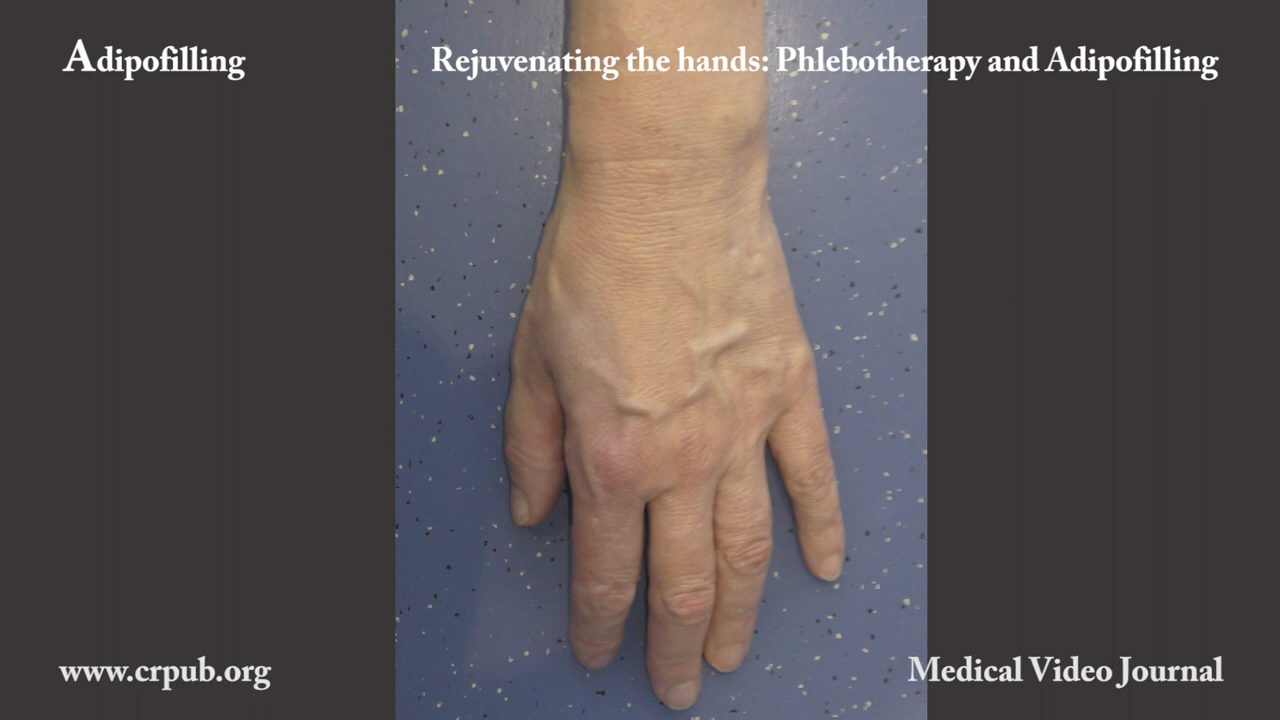 Adipofilling
Rejuvenating the hands: Phlebotherapy and Adipofilling
www.crpub.org
Medical Video Journal